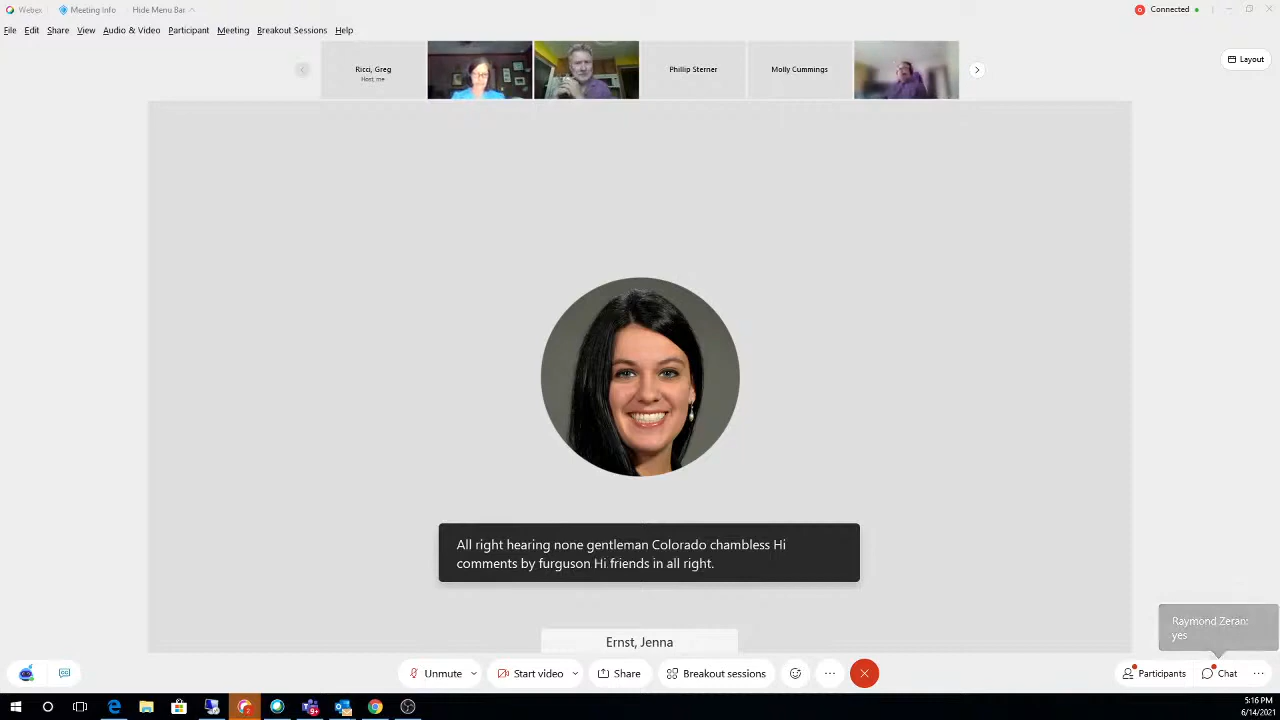 Webex
Meeting Info
Hide Menu Bar
Connected
File Edit Share View Audio & Video Participant Meeting Breakout Sessions Help
Ricci, Greg
Host, me
Phillip Sterner
Molly Cummings
Layout
All right hearing none gentleman Colorado chambless Hi
comments by furguson Hi friends in all right.
Ernst, Jenna
Raymond Zeran:
yes
Unmute
Start video
Share
Breakout sessions
Participants
Chat
5:16 PM
6/14/2021